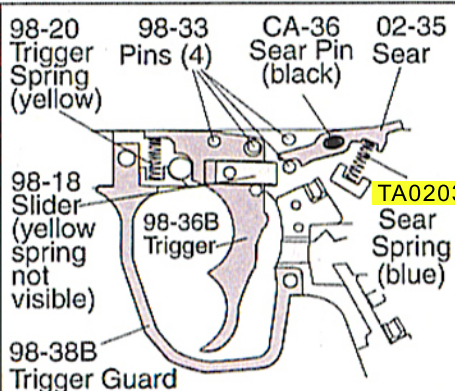 98-20
Trigger
Spring
(yellow)
98-33
Pins (4)
CA-36
Sear Pin
(black)
02-35
Sear
98-18
Slider
(yellow
spring
not
visible)
98-36B
Trigger
TA0203
Sear
Spring
(blue)
98-38B
Trigger Guard